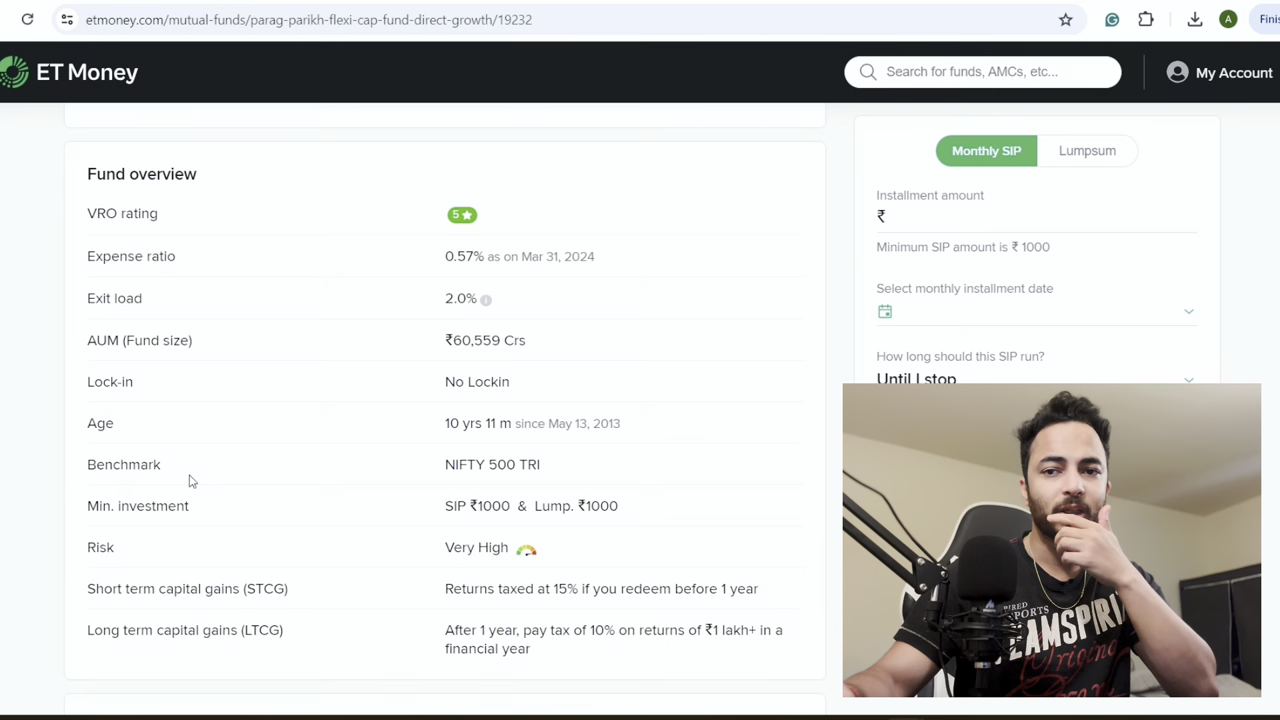 etmoney.com/mutual-funds/parag-parikh-flexi-cap-fund-direct-growth/19232
A
Finis
ET Money
Search for funds, AMCs, etc...
My Account
Fund overview
VRO rating 5
Expense ratio 0.57% as on Mar 31, 2024
Exit load 2.0% i
AUM (Fund size) ₹60,559 Crs
Lock-in No Lockin
Age 10 yrs 11 m since May 13, 2013
Benchmark NIFTY 500 TRI
Min. investment SIP ₹1000 & Lump. ₹1000
Risk Very High
Short term capital gains (STCG) Returns taxed at 15% if you redeem before 1 year
Long term capital gains (LTCG) After 1 year, pay tax of 10% on returns of ₹1 lakh+ in a
financial year
Monthly SIP Lumpsum
Installment amount
₹
Minimum SIP amount is ₹ 1000
Select monthly installment date
How long should this SIP run?
Until I stop
SPORTS
TEAMSPIRI
Origina